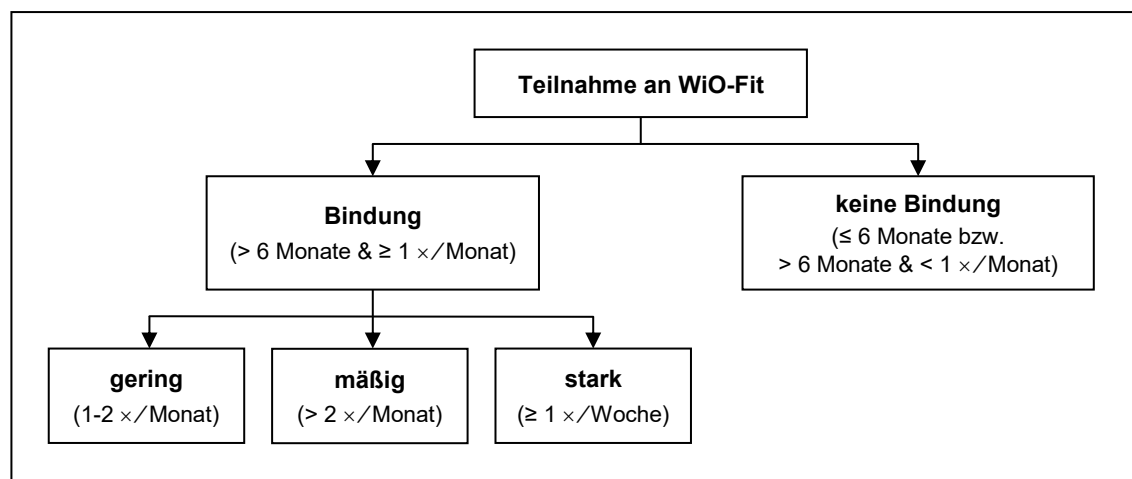 Teilnahme an WiO-Fit
Bindung
(> 6 Monate & ≥ 1 ×/Monat)
keine Bindung
(≤ 6 Monate bzw.
> 6 Monate & < 1 ×/Monat)
gering
(1-2 ×/Monat)
mäßig
(> 2 ×/Monat)
stark
(≥ 1 ×/Woche)